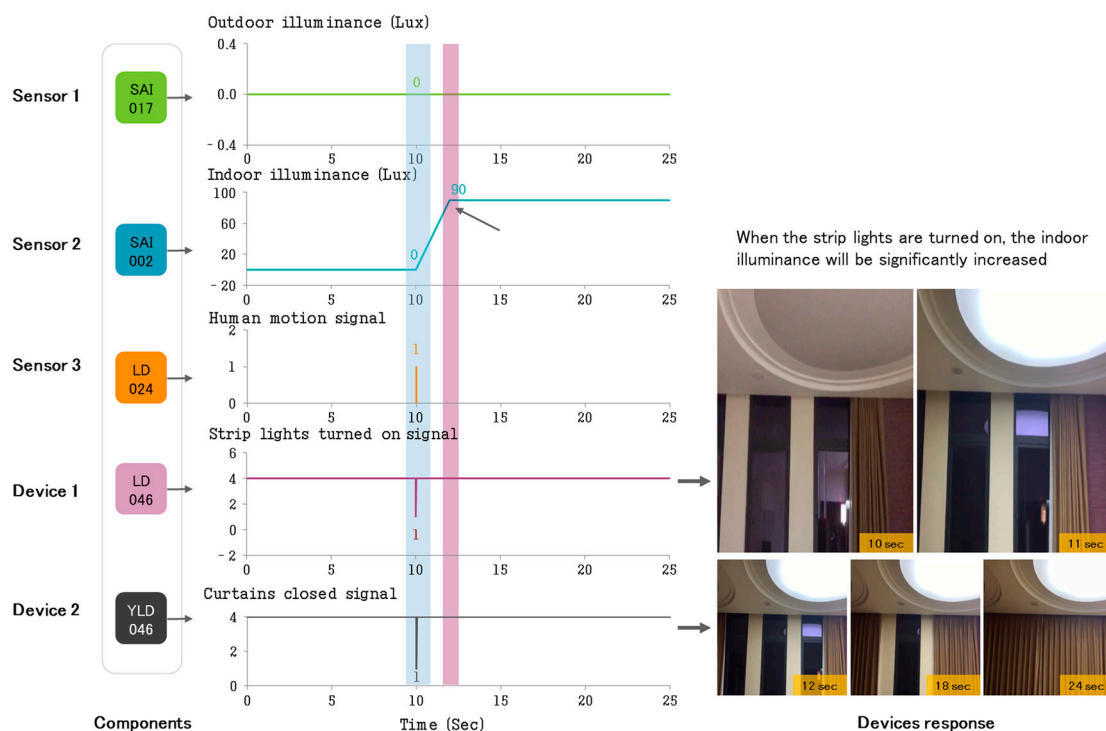 Outdoor illuminance (Lux)
Sensor 1
SAI
017
0.4
0.0
-0.4
0
0 5 10 15 20 25
Indoor illuminance (Lux)
Sensor 2
SAI
002
100
60
20
-20
0
90
0 5 10 15 20 25
Human motion signal
Sensor 3
LD
024
2
1
0
1
0 5 10 15 20 25
Strip lights turned on signal
Device 1
LD
046
6
4
2
0
-2
1
0 5 10 15 20 25
Curtains closed signal
Device 2
YLD
046
4
2
0
1
0 5 10 15 20 25
Components
Time (Sec)
When the strip lights are turned on, the indoor
illuminance will be significantly increased
10 sec
11 sec
12 sec
18 sec
24 sec
Devices response